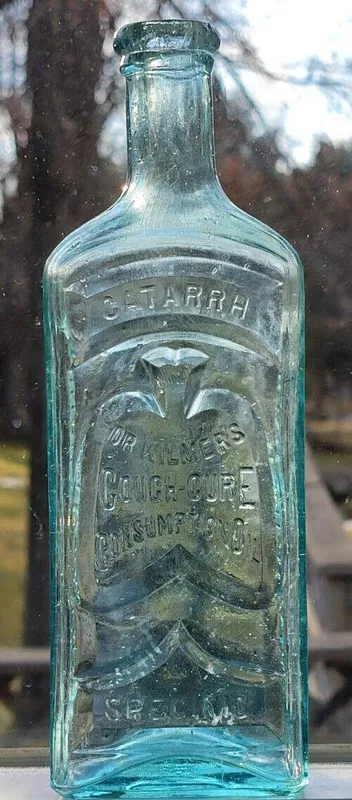 CATARRH
DR. KILMER'S
COUGH-CURE
CONSUMPTION OIL
SPECIFIC